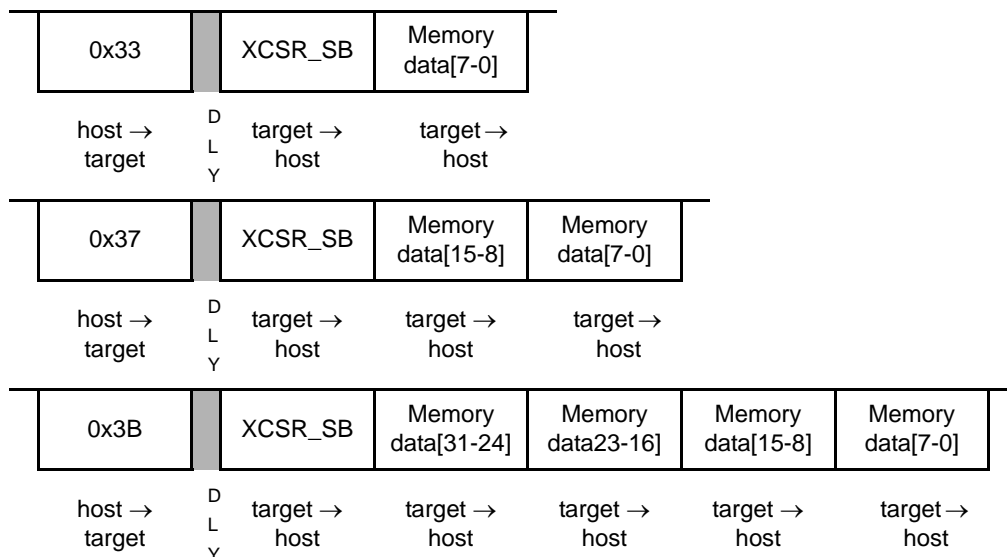 0x33 XCSR_SB Memory data[7-0]
host → target D L Y target → host target → host
0x37 XCSR_SB Memory data[15-8] Memory data[7-0]
host → target D L Y target → host target → host target → host
0x3B XCSR_SB Memory data[31-24] Memory data23-16] Memory data[15-8] Memory data[7-0]
host → target D L Y target → host target → host target → host target → host target → host